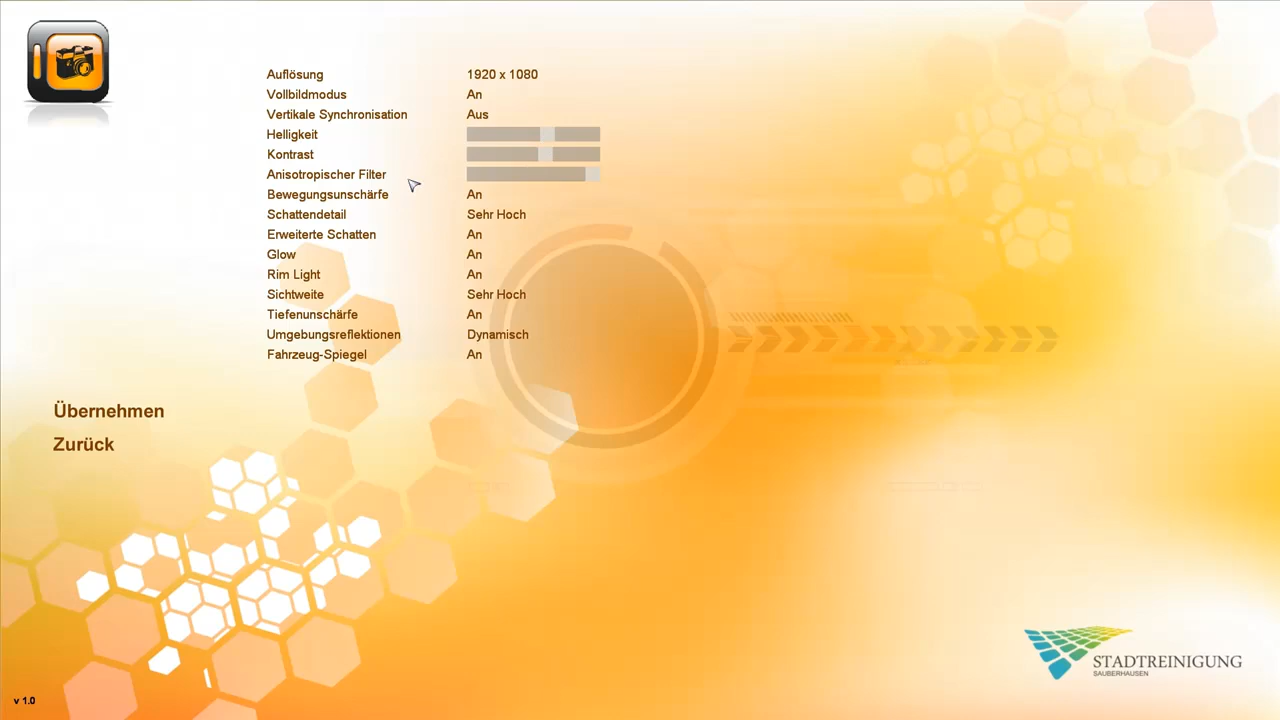 Auflösung 1920 x 1080
Vollbildmodus An
Vertikale Synchronisation Aus
Helligkeit
Kontrast
Anisotropischer Filter
Bewegungsunschärfe An
Schattendetail Sehr Hoch
Erweiterte Schatten An
Glow An
Rim Light An
Sichtweite Sehr Hoch
Tiefenunschärfe An
Umgebungsreflektionen Dynamisch
Fahrzeug-Spiegel An
Übernehmen
Zurück
STADTREINIGUNG
SAUBERHAUSEN
v 1.0